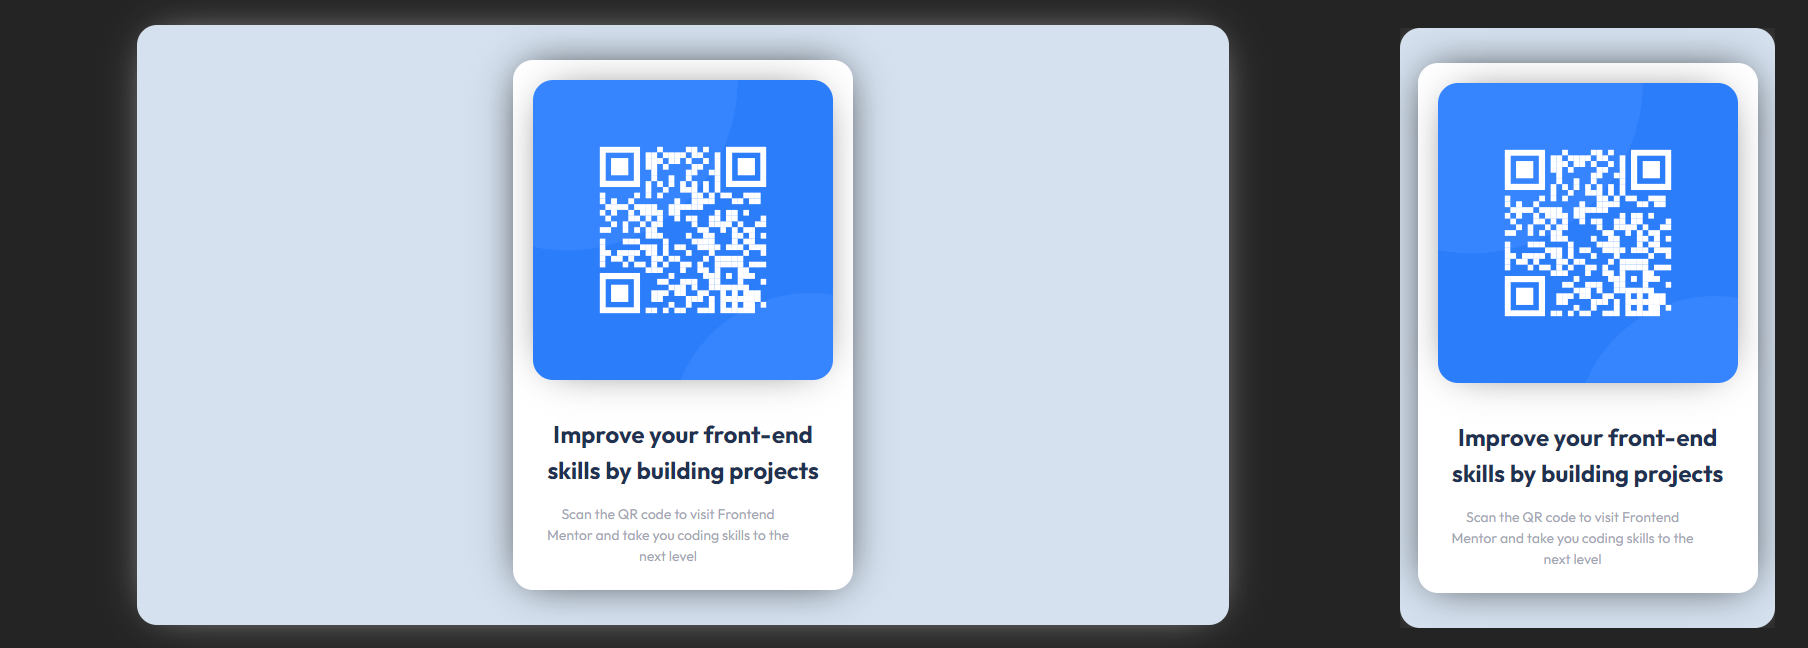 Improve your front-end
skills by building projects
Scan the QR code to visit Frontend
Mentor and take you coding skills to the
next level
Improve your front-end
skills by building projects
Scan the QR code to visit Frontend
Mentor and take you coding skills to the
next level